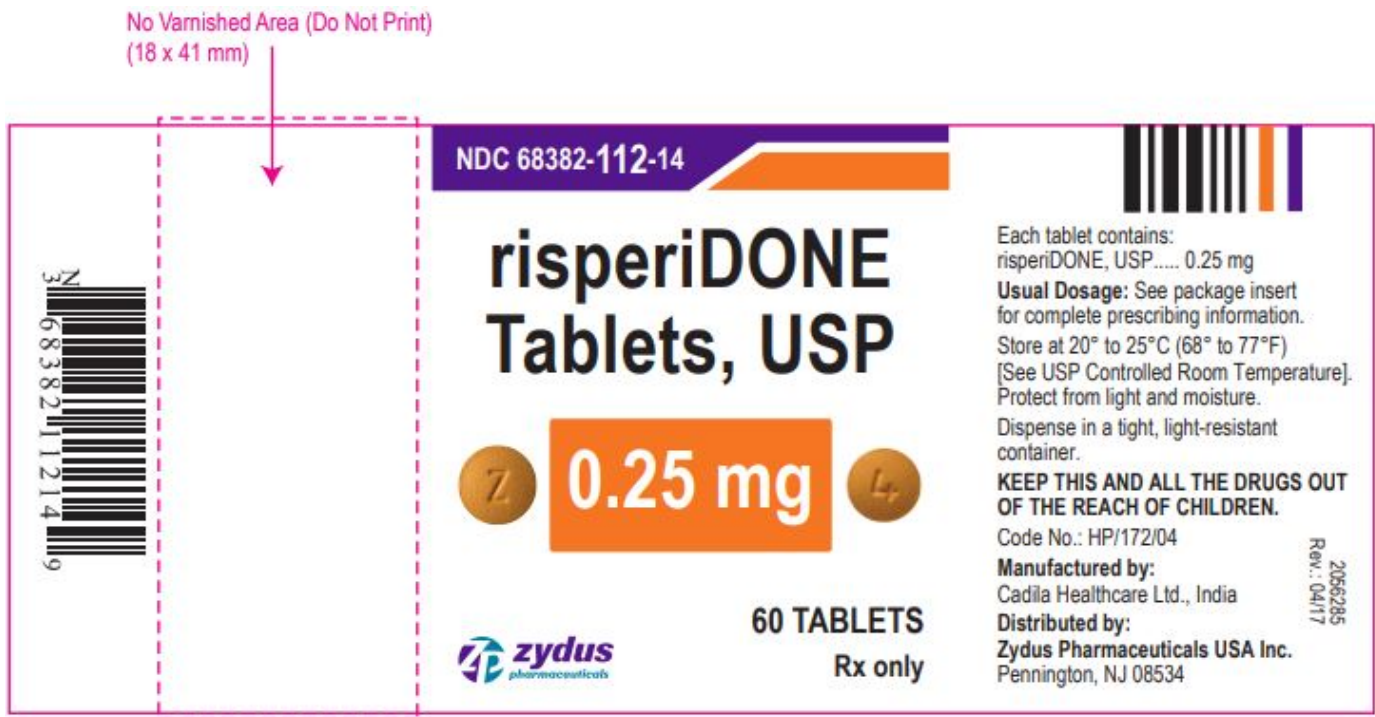 No Varnished Area (Do Not Print)
(18 x 41 mm)
N
3
68382 11214
9
NDC 68382-112-14
risperiDONE
Tablets, USP
Z
0.25 mg
4
60 TABLETS
Rx only
zydus
pharmaceuticals
Each tablet contains:
risperiDONE, USP..... 0.25 mg
Usual Dosage: See package insert
for complete prescribing information.
Store at 20° to 25°C (68° to 77°F)
[See USP Controlled Room Temperature].
Protect from light and moisture.
Dispense in a tight, light-resistant
container.
KEEP THIS AND ALL THE DRUGS OUT
OF THE REACH OF CHILDREN.
Code No.: HP/172/04
Manufactured by:
Cadila Healthcare Ltd., India
Distributed by:
Zydus Pharmaceuticals USA Inc.
Pennington, NJ 08534
2056285
Rev.: 04/17